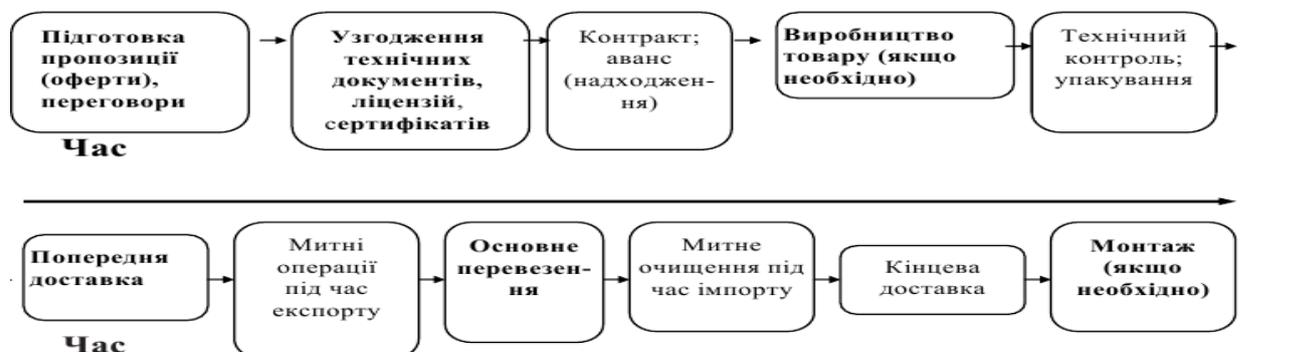 Підготовка
пропозиції
(оферти),
переговори
Узгодження
технічних
документів,
ліцензій,
сертифікатів
Контракт;
аванс
(надходжен-
ня)
Виробництво
товару (якщо
необхідно)
Технічний
контроль;
упакування
Час
Попередня
доставка
Митні
операції
під час
експорту
Основне
перевезен-
ня
Митне
очищення під
час імпорту
Кінцева
доставка
Монтаж
(якщо
необхідно)
Час